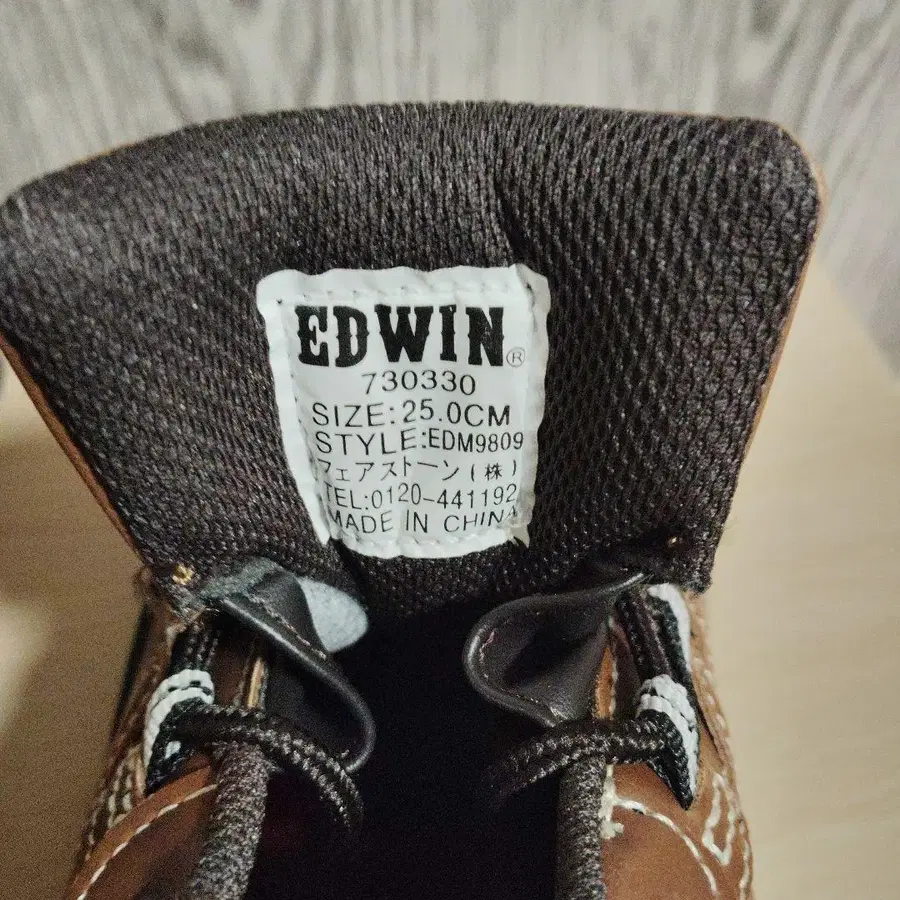 EDWIN®
730330
SIZE:25.0CM
STYLE:EDM9809
フェアストーン(株)
TEL:0120-441192
MADE IN CHINA